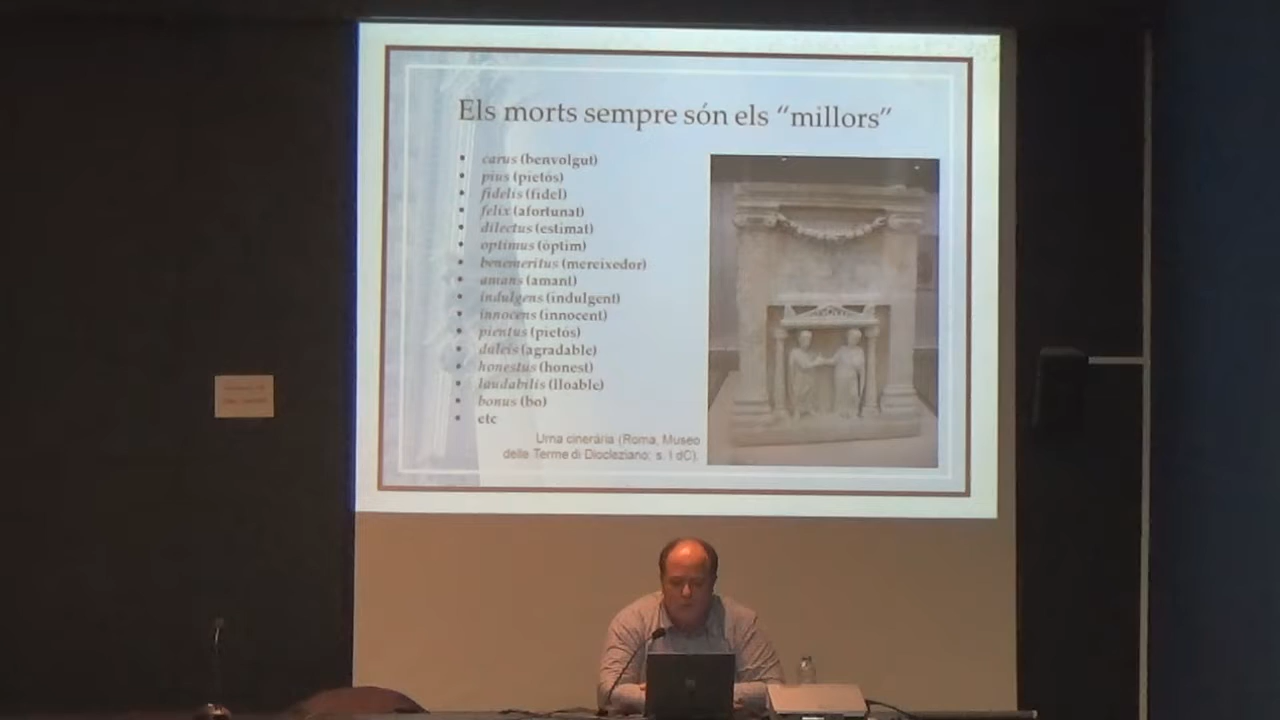 Els morts sempre són els “millors”
• carus (benvolgut)
• pius (pietós)
• fidelis (fidel)
• felix (afortunat)
• dilectus (estimat)
• optimus (òptim)
• benemeritus (mereixedor)
• amans (amant)
• indulgens (indulgent)
• innocens (innocent)
• pientus (pietós)
• dulcis (agradable)
• honestus (honest)
• laudabilis (lloable)
• bonus (bo)
• etc
Urna cinerària (Roma, Museo
delle Terme di Diocleziano; s. I dC).